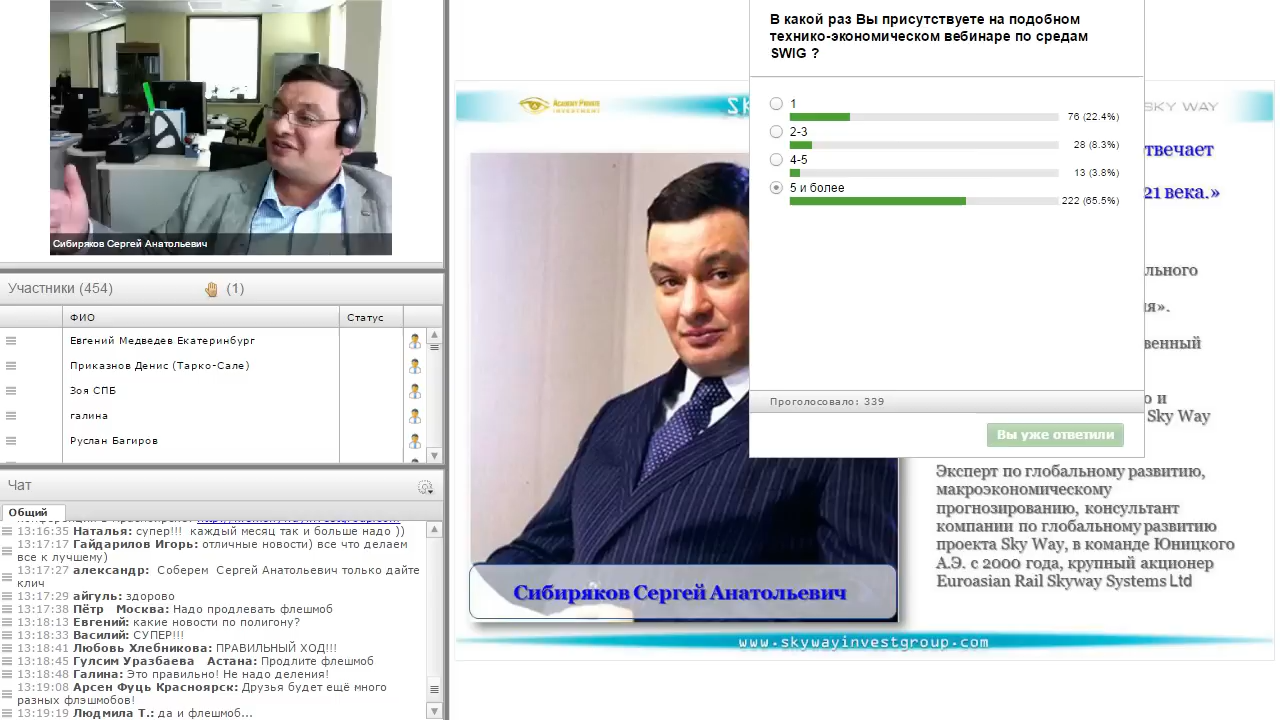 Сибиряков Сергей Анатольевич
Участники (454)
(1)
ФИО
Статус
Евгений Медведев Екатеринбург
Приказнов Денис (Тарко-Сале)
Зоя СПБ
галина
Руслан Багиров
Чат
Общий
13:16:35 Наталья: супер!!! каждый месяц так и больше надо ))
13:17:17 Гайдарилов Игорь: отличные новости) все что делаем
все к лучшему)
13:17:27 александр: Соберем Сергей Анатольевич только дайте
клич
13:17:29 айгуль: здорово
13:17:38 Пётр Москва: Надо продлевать флешмоб
13:18:13 Евгений: какие новости по полигону?
13:18:33 Василий: СУПЕР!!!
13:18:41 Любовь Хлебникова: ПРАВИЛЬНЫЙ ХОД!!!
13:18:45 Гулсим Уразбаева Астана: Продлите флешмоб
13:18:48 Галина: Это правильно! Не надо деления!
13:19:08 Арсен Фуць Красноярск: Друзья будет ещё много
разных флэшмобов!
13:19:19 Людмила Т.: да и флешмоб...
В какой раз Вы присутствуете на подобном
технико-экономическом вебинаре по средам
SWIG ?
1
76 (22.4%)
2-3
28 (8.3%)
4-5
13 (3.8%)
5 и более
222 (65.5%)
Проголосовало: 339
Вы уже ответили
ACADEMY PRIVATE
INVESTMENT
SK
SKY WAY
твечает
21 века.»
льного
я».
венный
о и
Sky Way
Эксперт по глобальному развитию,
макроэкономическому
прогнозированию, консультант
компании по глобальному развитию
проекта Sky Way, в команде Юницкого
А.Э. с 2000 года, крупный акционер
Euroasian Rail Skyway Systems Ltd
Сибиряков Сергей Анатольевич
www.skywayinvestgroup.com